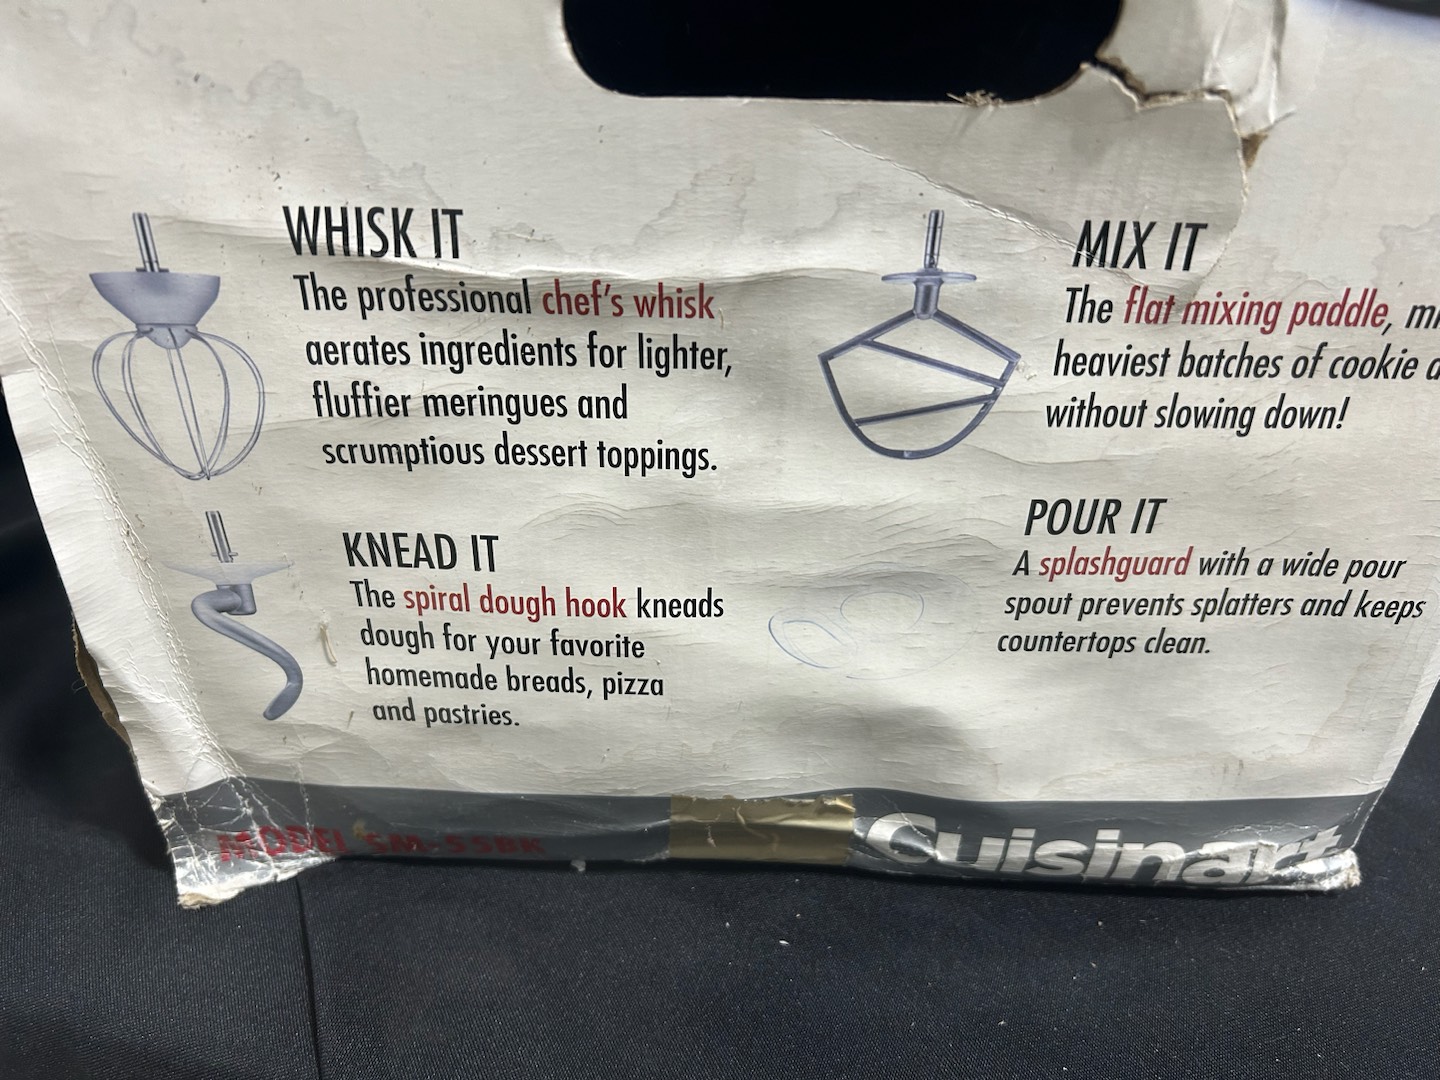 WHISK IT
The professional chef's whisk
aerates ingredients for lighter,
fluffier meringues and
scrumptious dessert toppings.
MIX IT
The flat mixing paddle,
heaviest batches of cookie
without slowing down!
KNEAD IT
The spiral dough hook kneads
dough for your favorite
homemade breads, pizza
and pastries.
POUR IT
A splashguard with a wide pour
spout prevents splatters and keeps
countertops clean.
MODEL SM-55BK
Cuisinart